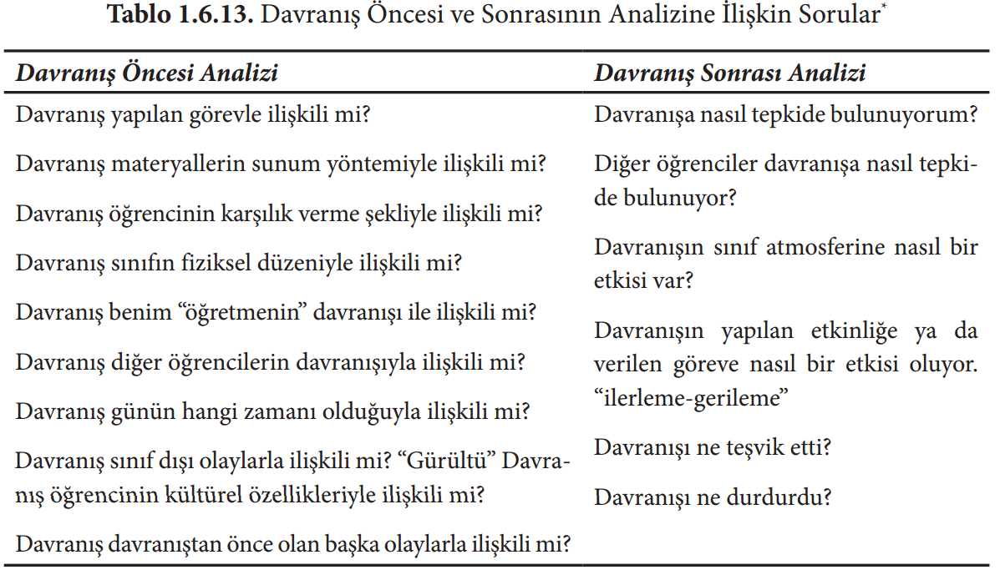 Tablo 1.6.13. Davranış Öncesi ve Sonrasının Analizine İlişkin Sorular*
Davranış Öncesi Analizi
Davranış yapılan görevle ilişkili mi?
Davranış materyallerin sunum yöntemiyle ilişkili mi?
Davranış öğrencinin karşılık verme şekliyle ilişkili mi?
Davranış sınıfın fiziksel düzeniyle ilişkili mi?
Davranış benim “öğretmenin” davranışı ile ilişkili mi?
Davranış diğer öğrencilerin davranışıyla ilişkili mi?
Davranış günün hangi zamanı olduğuyla ilişkili mi?
Davranış sınıf dışı olaylarla ilişkili mi? “Gürültü” Davra-
nış öğrencinin kültürel özellikleriyle ilişkili mi?
Davranış davranıştan önce olan başka olaylarla ilişkili mi?
Davranış Sonrası Analizi
Davranışa nasıl tepkide bulunuyorum?
Diğer öğrenciler davranışa nasıl tepki-
de bulunuyor?
Davranışın sınıf atmosferine nasıl bir
etkisi var?
Davranışın yapılan etkinliğe ya da
verilen göreve nasıl bir etkisi oluyor.
“ilerleme-gerileme”
Davranışı ne teşvik etti?
Davranışı ne durdurdu?